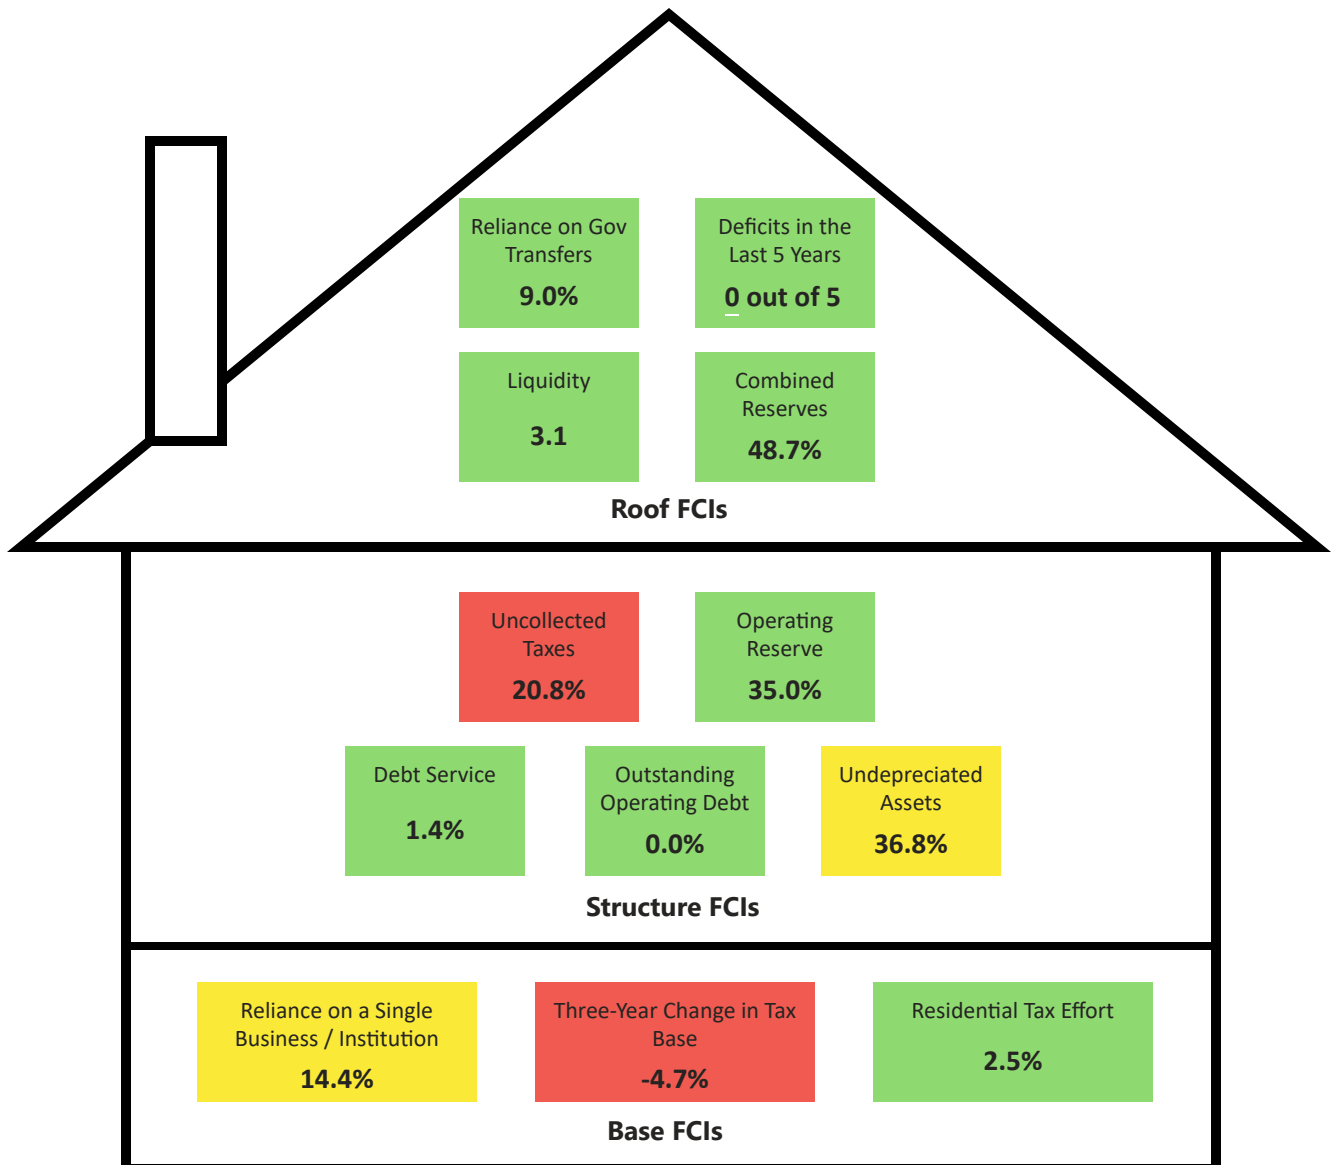 Reliance on Gov
Transfers
9.0%
Deficits in the
Last 5 Years
0 out of 5
Liquidity
3.1
Combined
Reserves
48.7%
Roof FCIs
Uncollected
Taxes
20.8%
Operating
Reserve
35.0%
Debt Service
1.4%
Outstanding
Operating Debt
0.0%
Undepreciated
Assets
36.8%
Structure FCIs
Reliance on a Single
Business / Institution
14.4%
Three-Year Change in Tax
Base
-4.7%
Residential Tax Effort
2.5%
Base FCIs